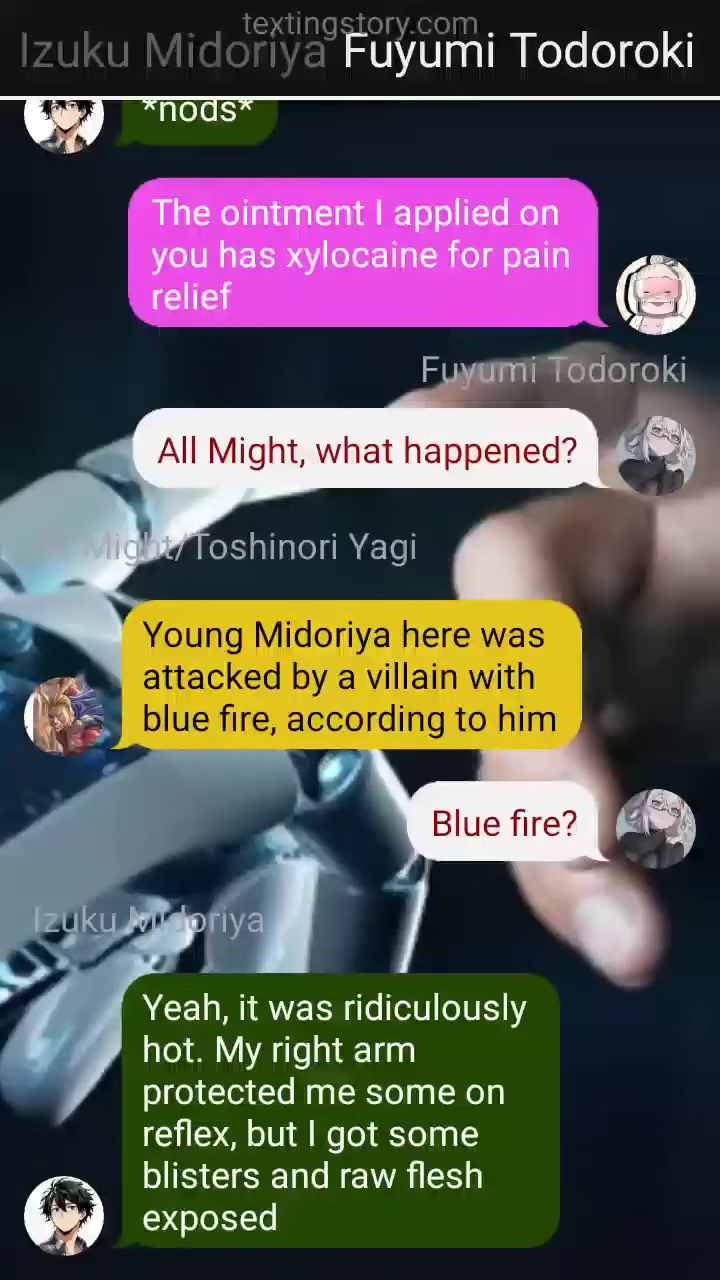 textingstory.com
Izuku Midoriya Fuyumi Todoroki
*nods*
The ointment I applied on
you has xylocaine for pain
relief
Fuyumi Todoroki
All Might, what happened?
All Might/Toshinori Yagi
Young Midoriya here was
attacked by a villain with
blue fire, according to him
Blue fire?
Izuku Midoriya
Yeah, it was ridiculously
hot. My right arm
protected me some on
reflex, but I got some
blisters and raw flesh
exposed